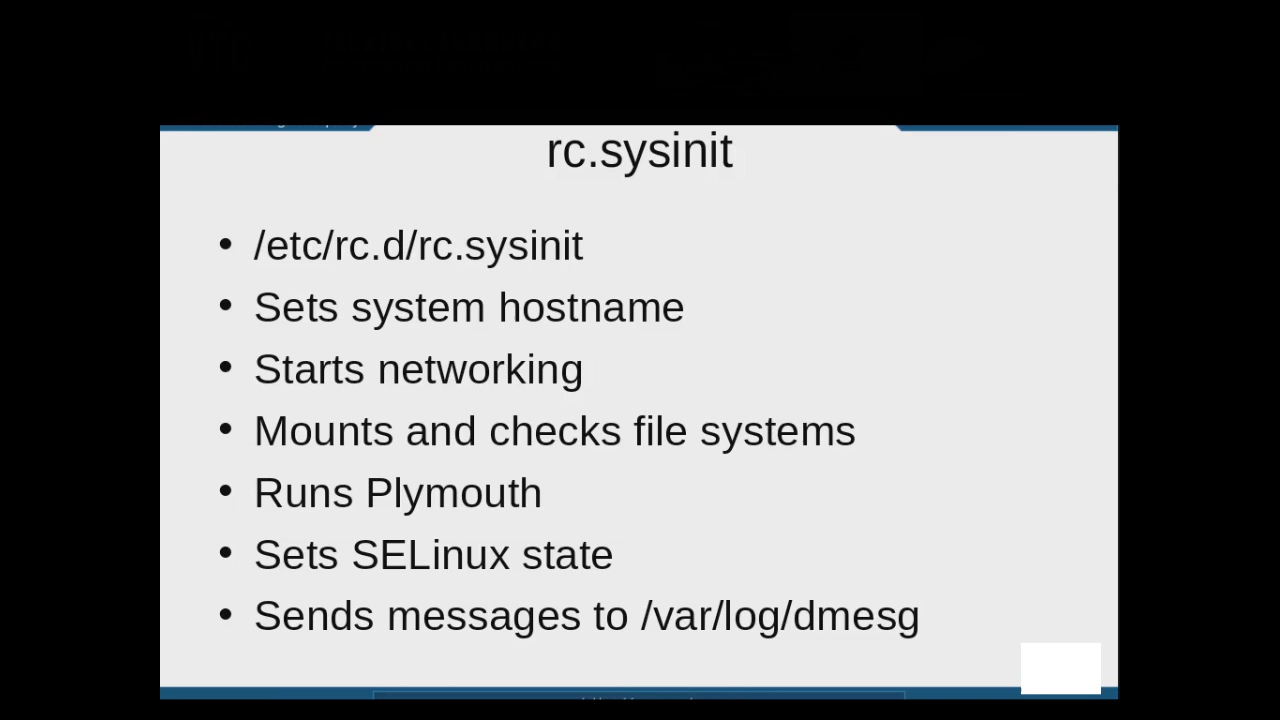 rc.sysinit
• /etc/rc.d/rc.sysinit
• Sets system hostname
• Starts networking
• Mounts and checks file systems
• Runs Plymouth
• Sets SELinux state
• Sends messages to /var/log/dmesg